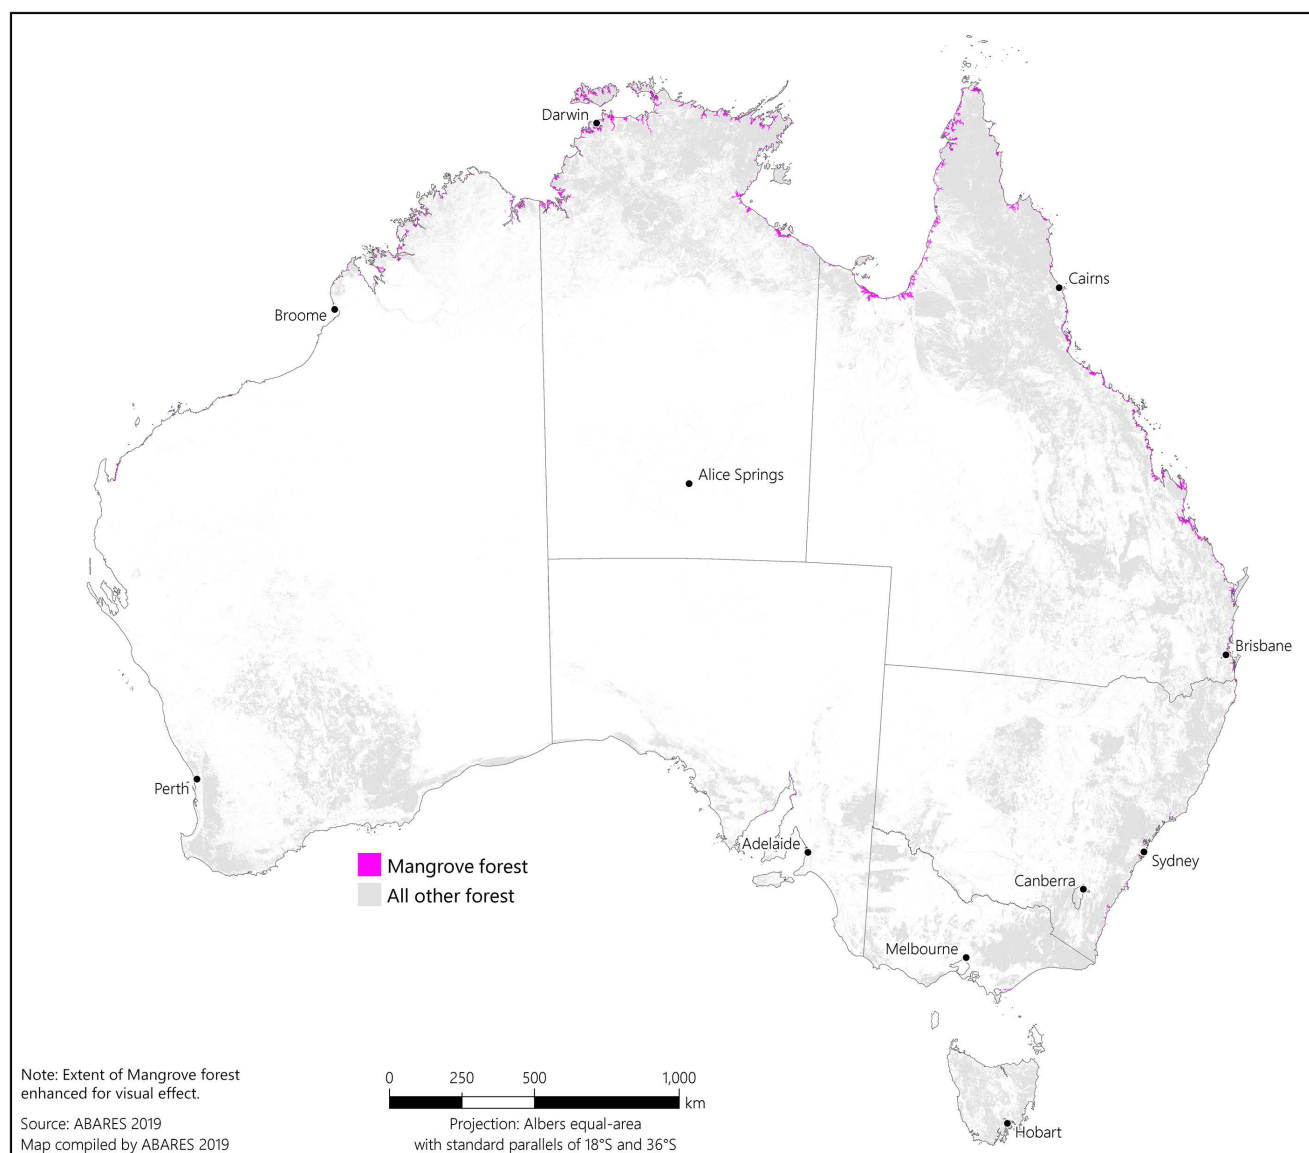 Darwin
Cairns
Broome
Alice Springs
Brisbane
Perth
Adelaide
Sydney
Canberra
Melbourne
Hobart
Mangrove forest
All other forest
Note: Extent of Mangrove forest
enhanced for visual effect.
Source: ABARES 2019
Map compiled by ABARES 2019
0 250 500 1,000
km
Projection: Albers equal-area
with standard parallels of 18°S and 36°S